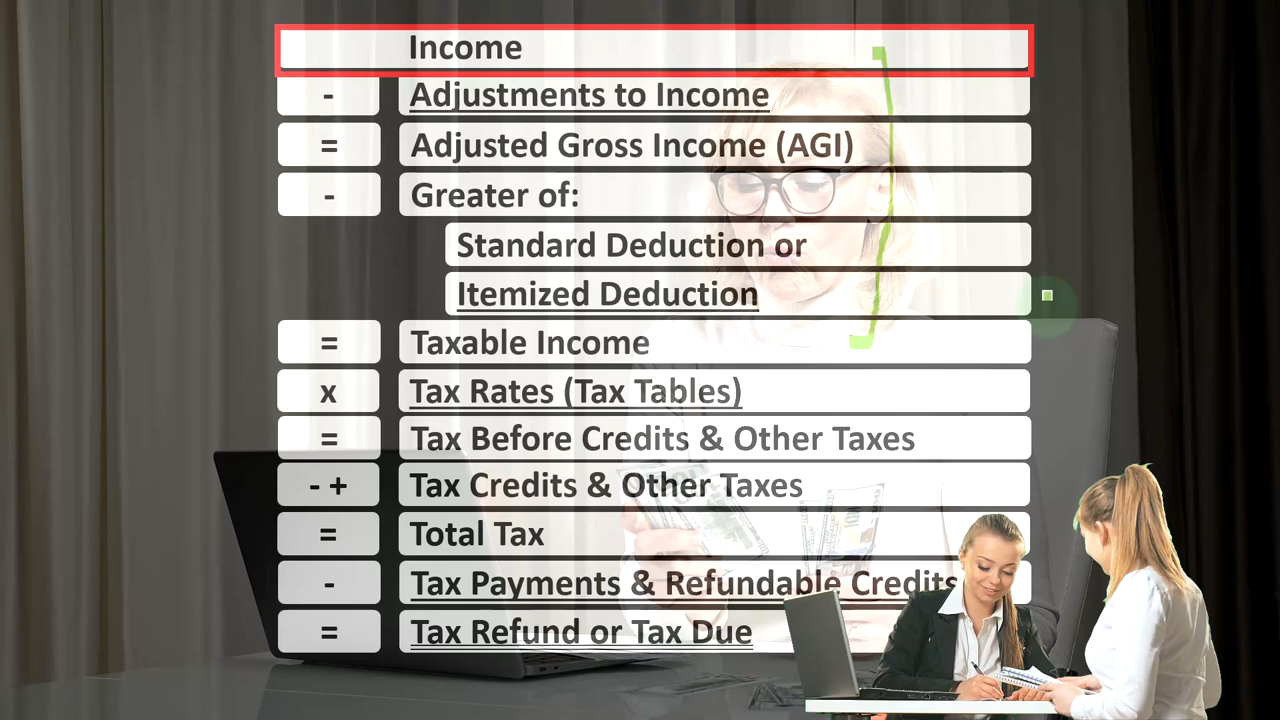 Income
- Adjustments to Income
= Adjusted Gross Income (AGI)
- Greater of:
Standard Deduction or
Itemized Deduction
= Taxable Income
x Tax Rates (Tax Tables)
= Tax Before Credits & Other Taxes
- + Tax Credits & Other Taxes
= Total Tax
- Tax Payments & Refundable Credits
= Tax Refund or Tax Due